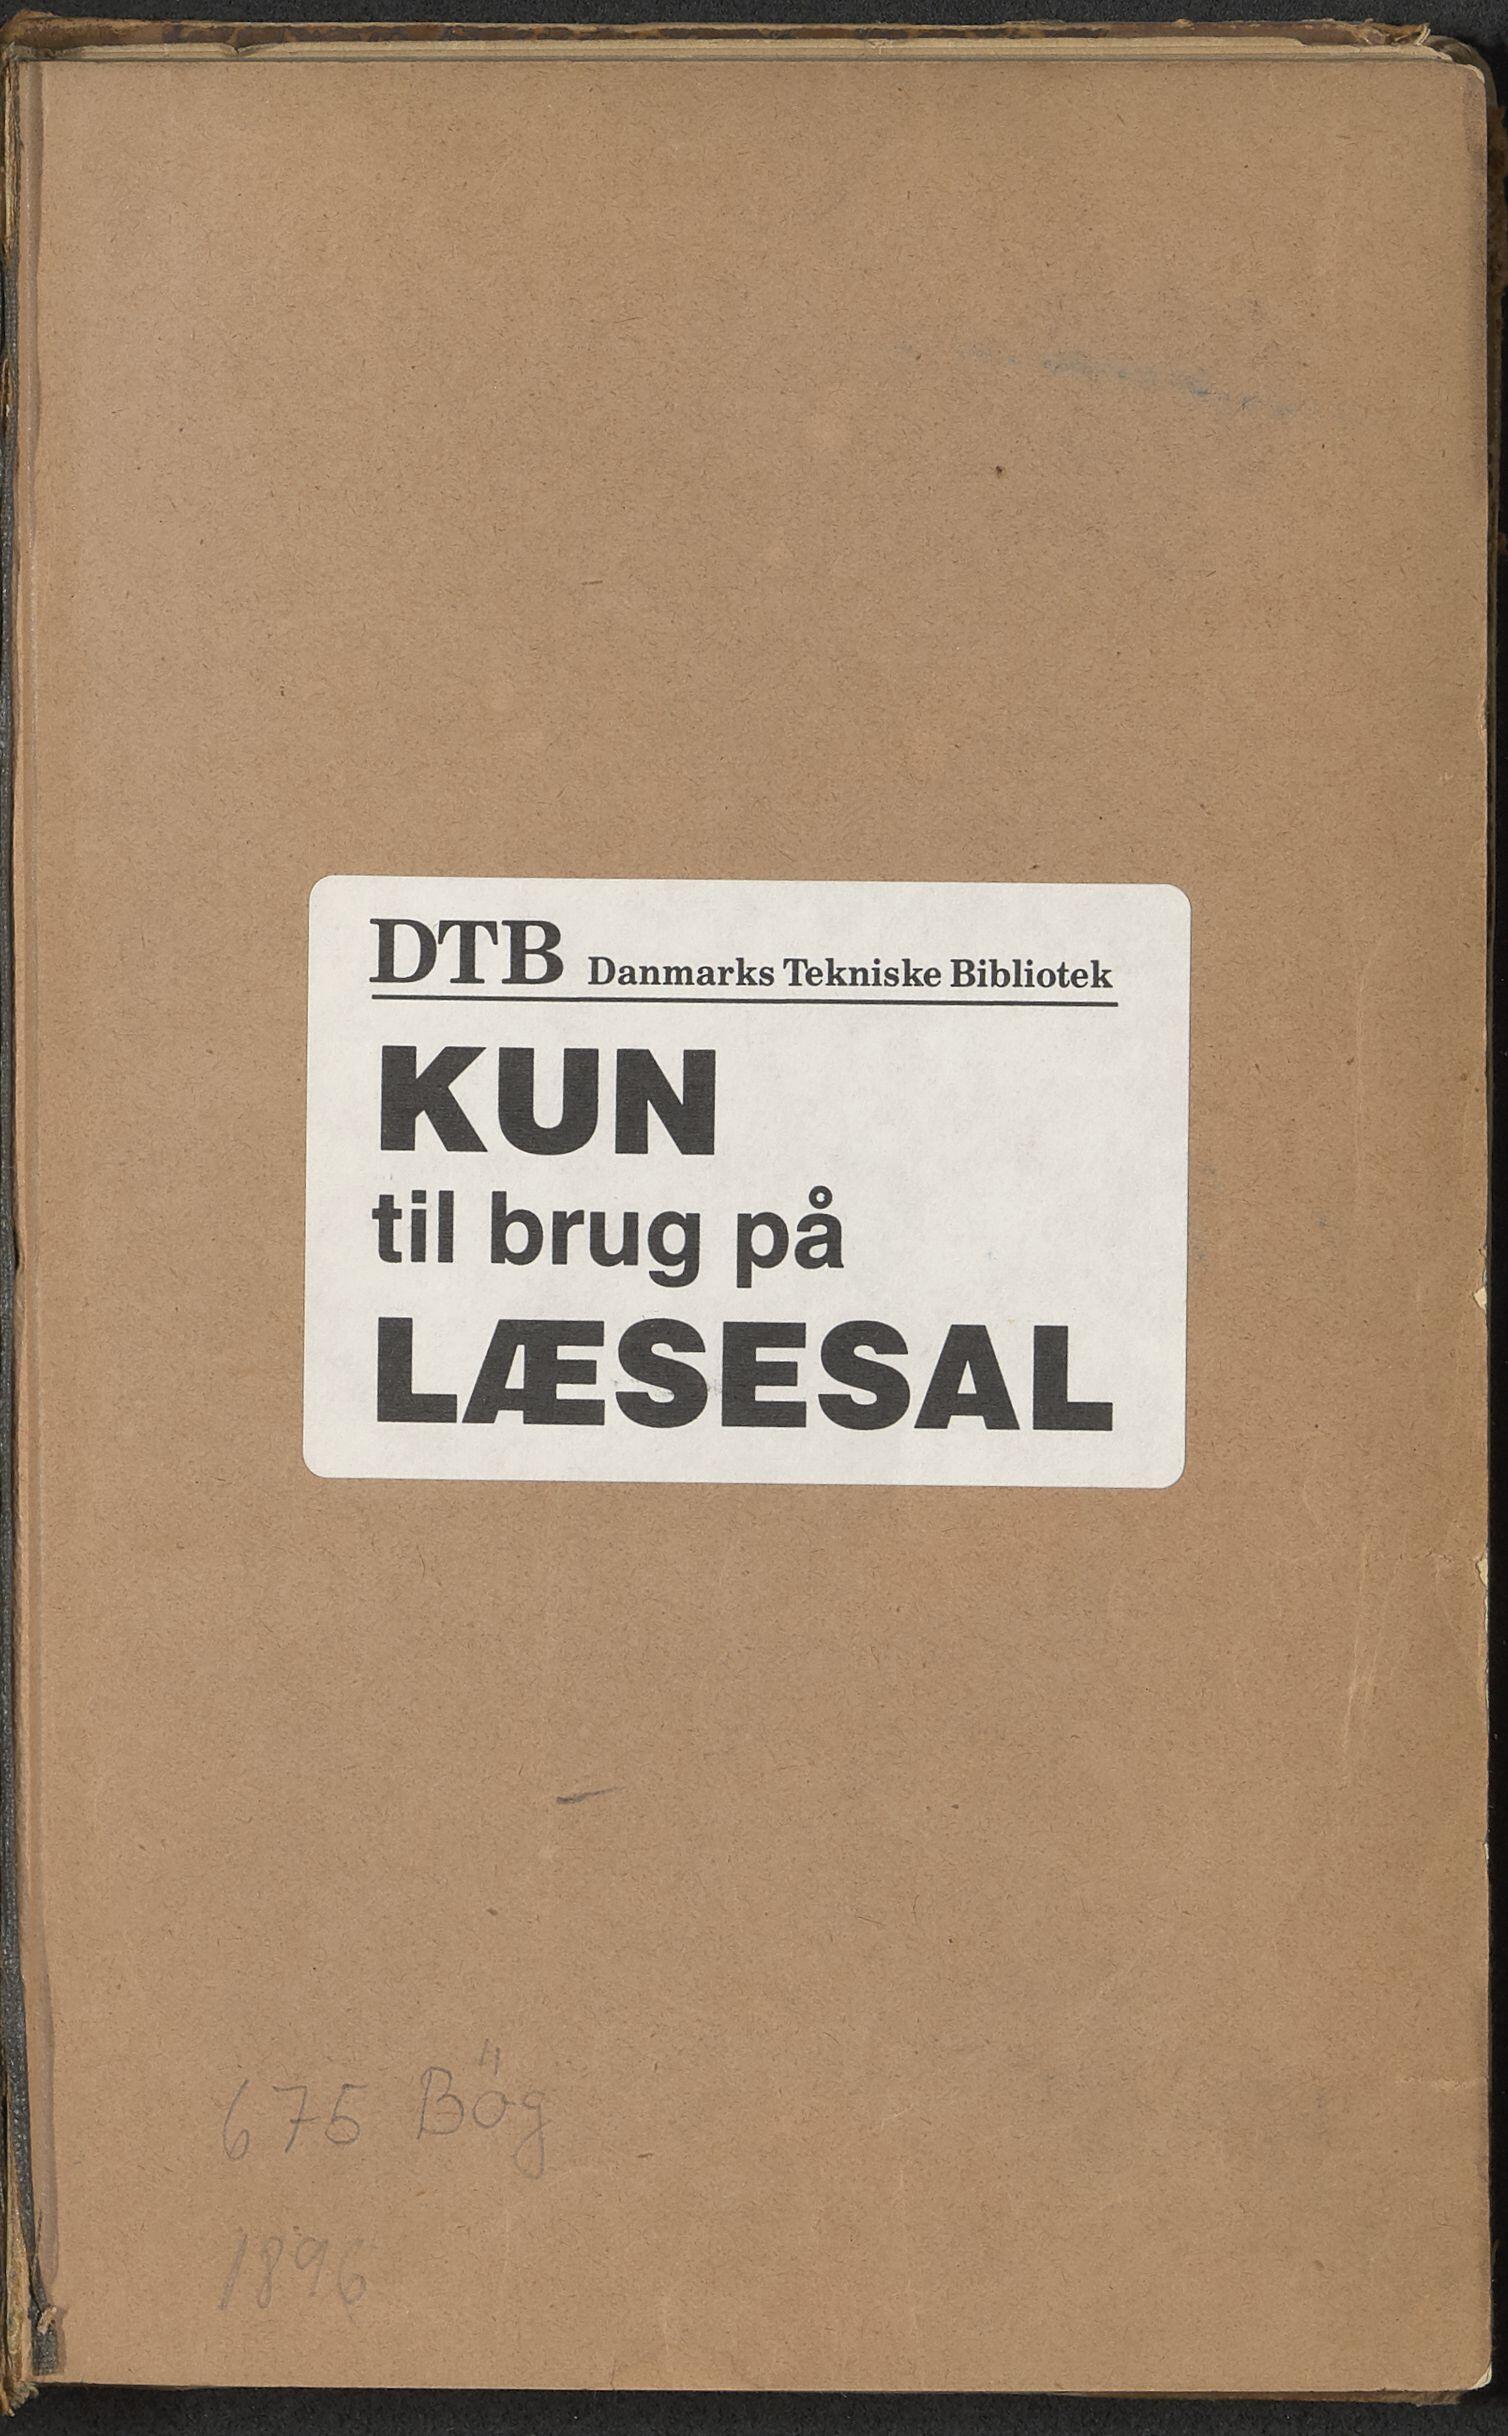 DTB Danmarks Tekniske Bibliotek
KUN
til brug på
LÆSESAL
675 Bög
1896